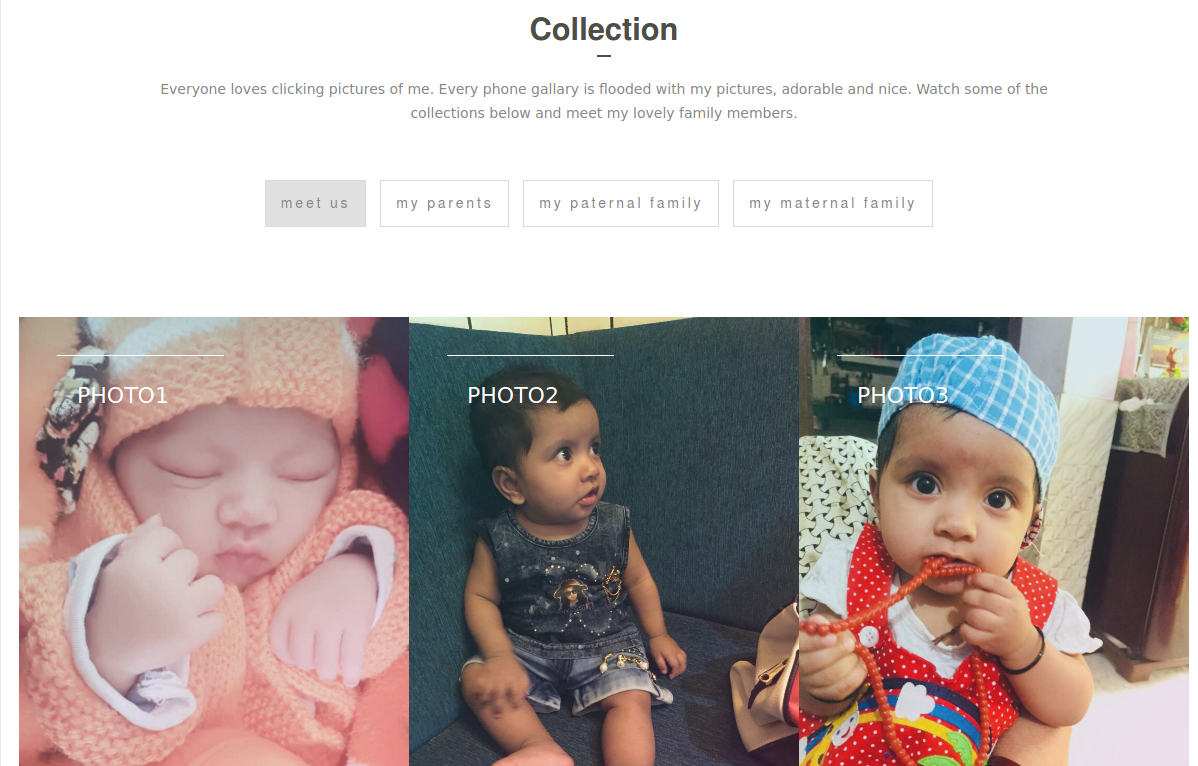 Collection
Everyone loves clicking pictures of me. Every phone gallary is flooded with my pictures, adorable and nice. Watch some of the
collections below and meet my lovely family members.
meet us
my parents
my paternal family
my maternal family
PHOTO1
PHOTO2
PHOTO3